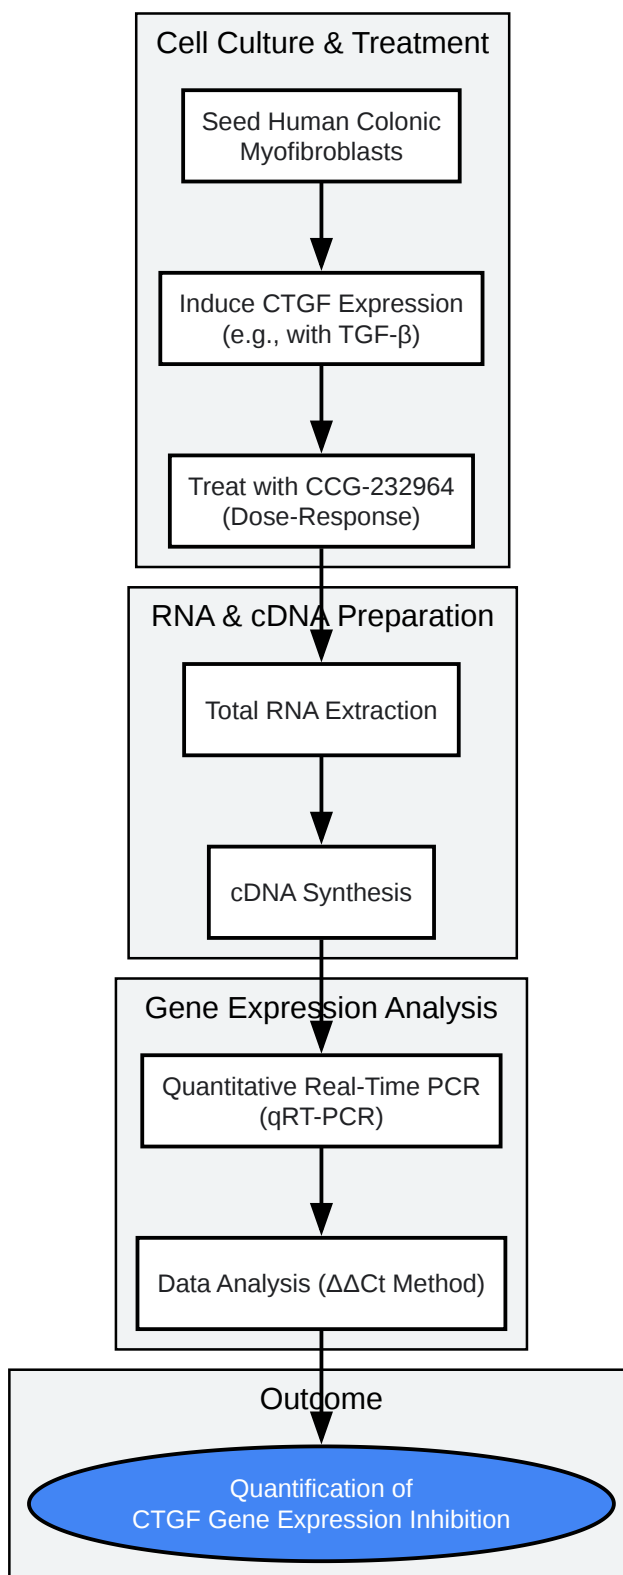 Cell Culture & Treatment
Seed Human Colonic
Myofibroblasts
Induce CTGF Expression
(e.g., with TGF-β)
Treat with CCG-232964
(Dose-Response)
RNA & cDNA Preparation
Total RNA Extraction
cDNA Synthesis
Gene Expression Analysis
Quantitative Real-Time PCR
(qRT-PCR)
Data Analysis (ΔΔCt Method)
Outcome
Quantification of
CTGF Gene Expression Inhibition